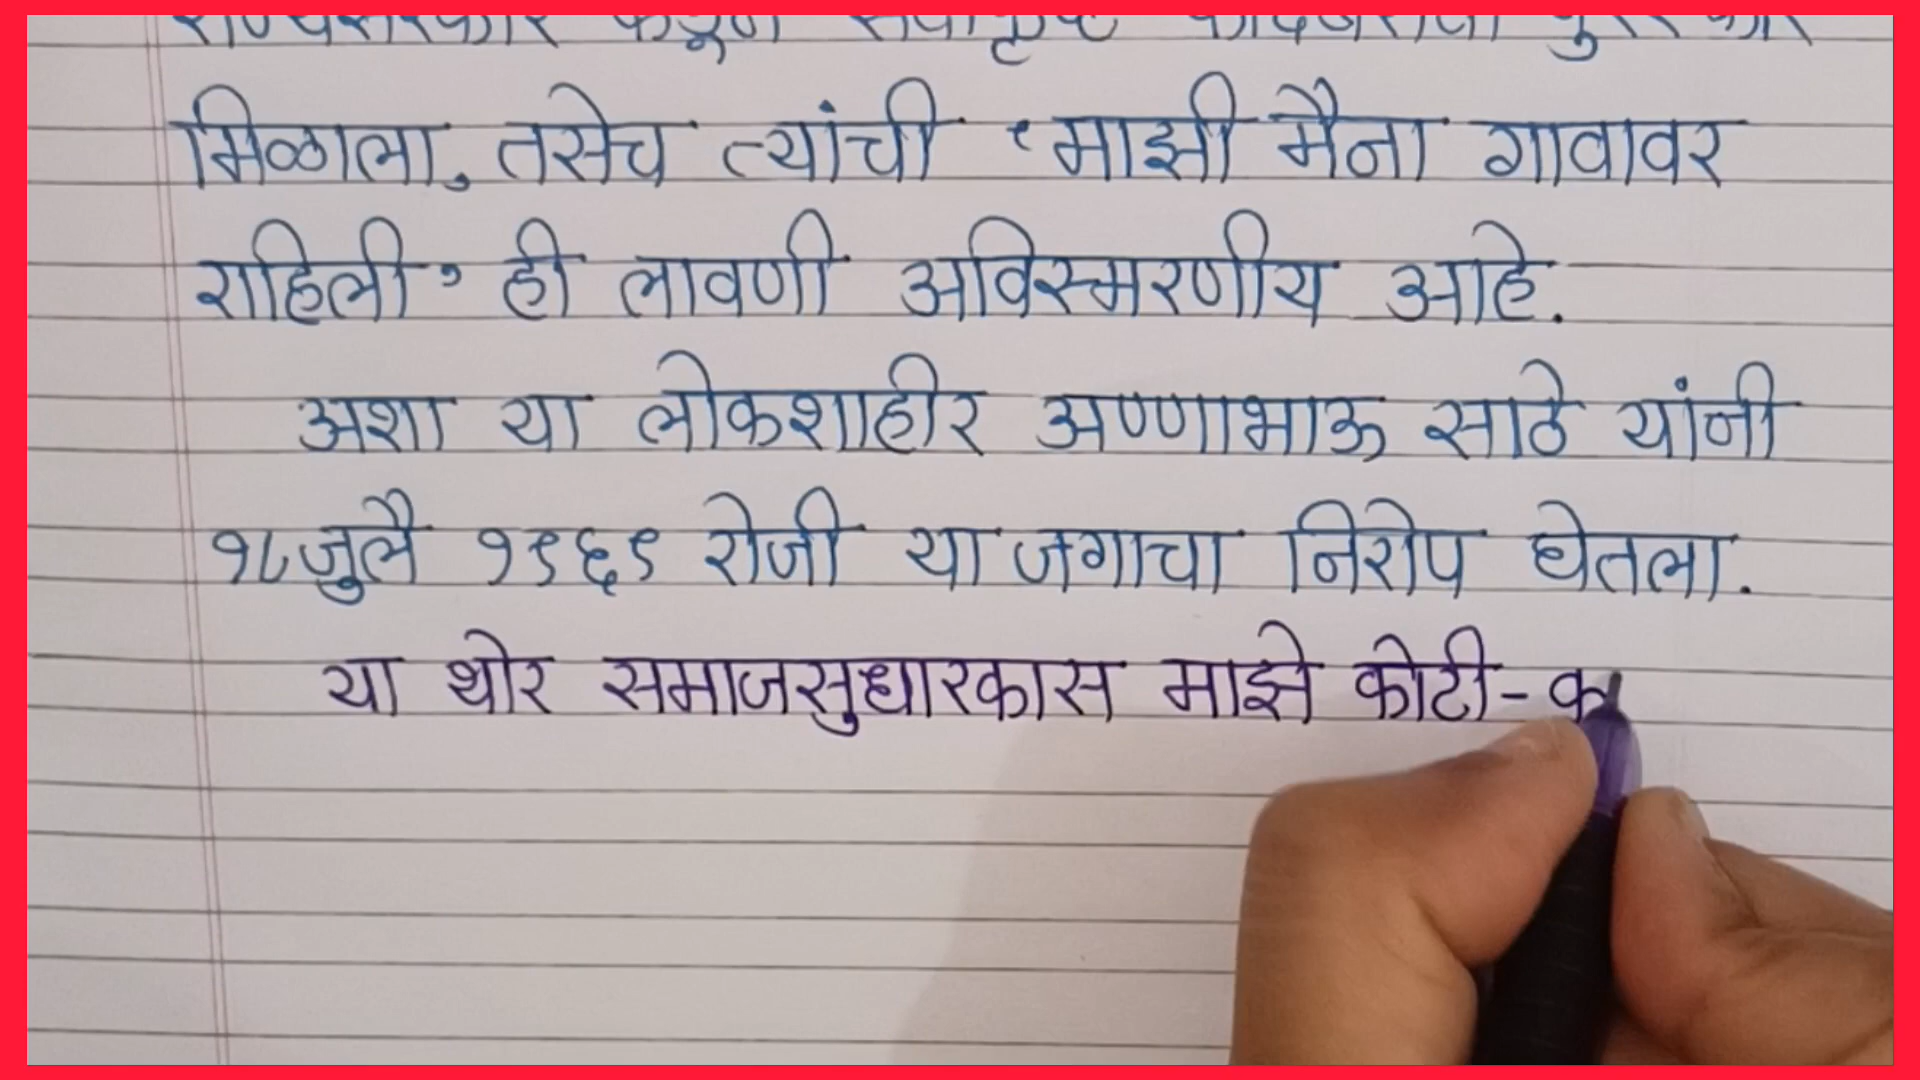 मिळाला. तसेच त्यांची ‘माझी मैना गावावर
राहिली’ ही लावणी अविस्मरणीय आहे.
अशा या लोकशाहीर अण्णाभाऊ साठे यांनी
१८ जुलै १९६९ रोजी या जगाचा निरोप घेतला.
या थोर समाजसुधारकास माझे कोटी-क